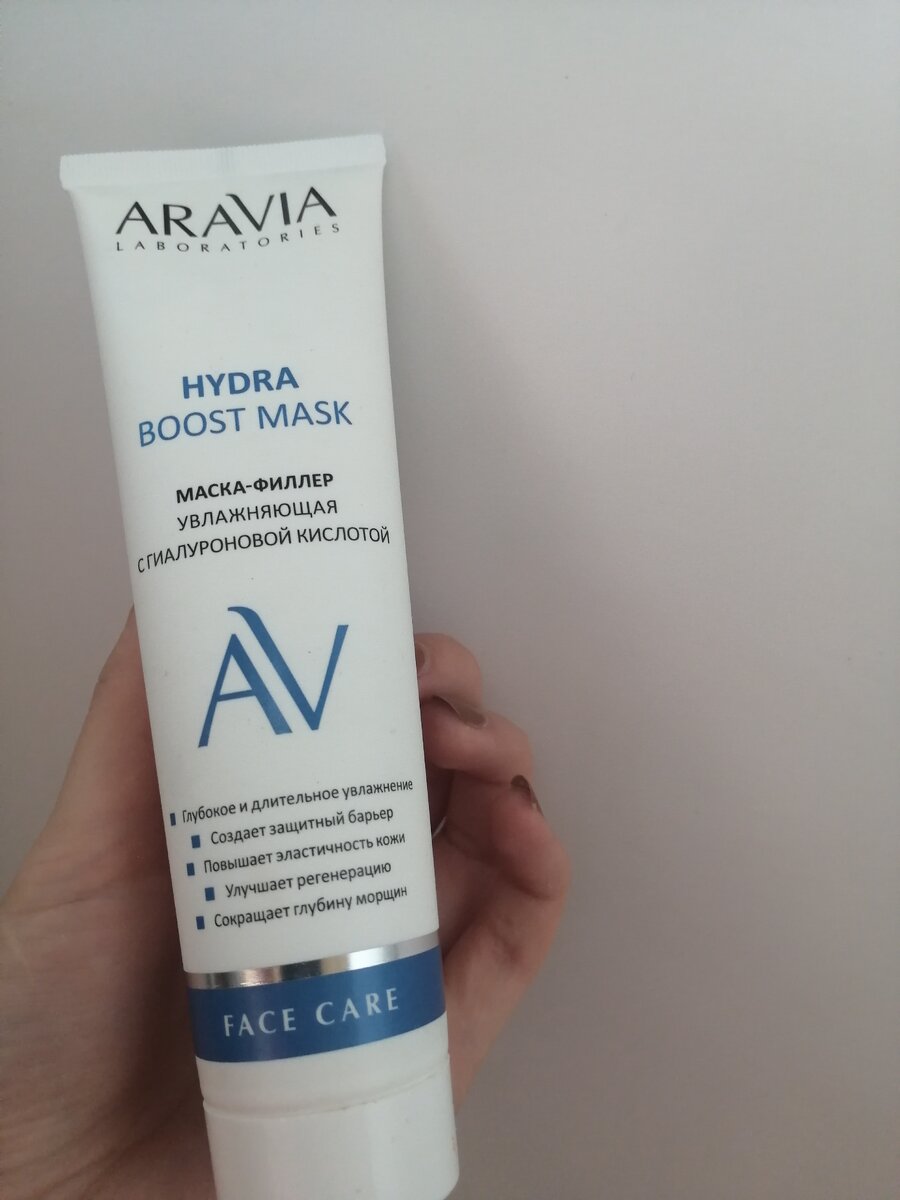 ARAVIA
LABORATORIES
HYDRA
BOOST MASK
МАСКА-ФИЛЛЕР
УВЛАЖНЯЮЩАЯ
С ГИАЛУРОНОВОЙ КИСЛОТОЙ
AV
Глубокое и длительное увлажнение
Создает защитный барьер
Повышает эластичность кожи
Улучшает регенерацию
Сокращает глубину морщин
FACE CARE